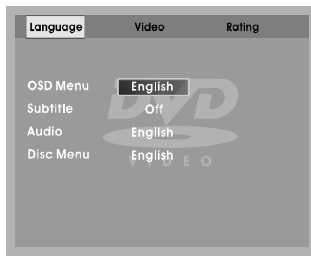 Language Video Rating
OSD Menu English
Subtitle Off
Audio English
Disc Menu English
DVD
VIDEO